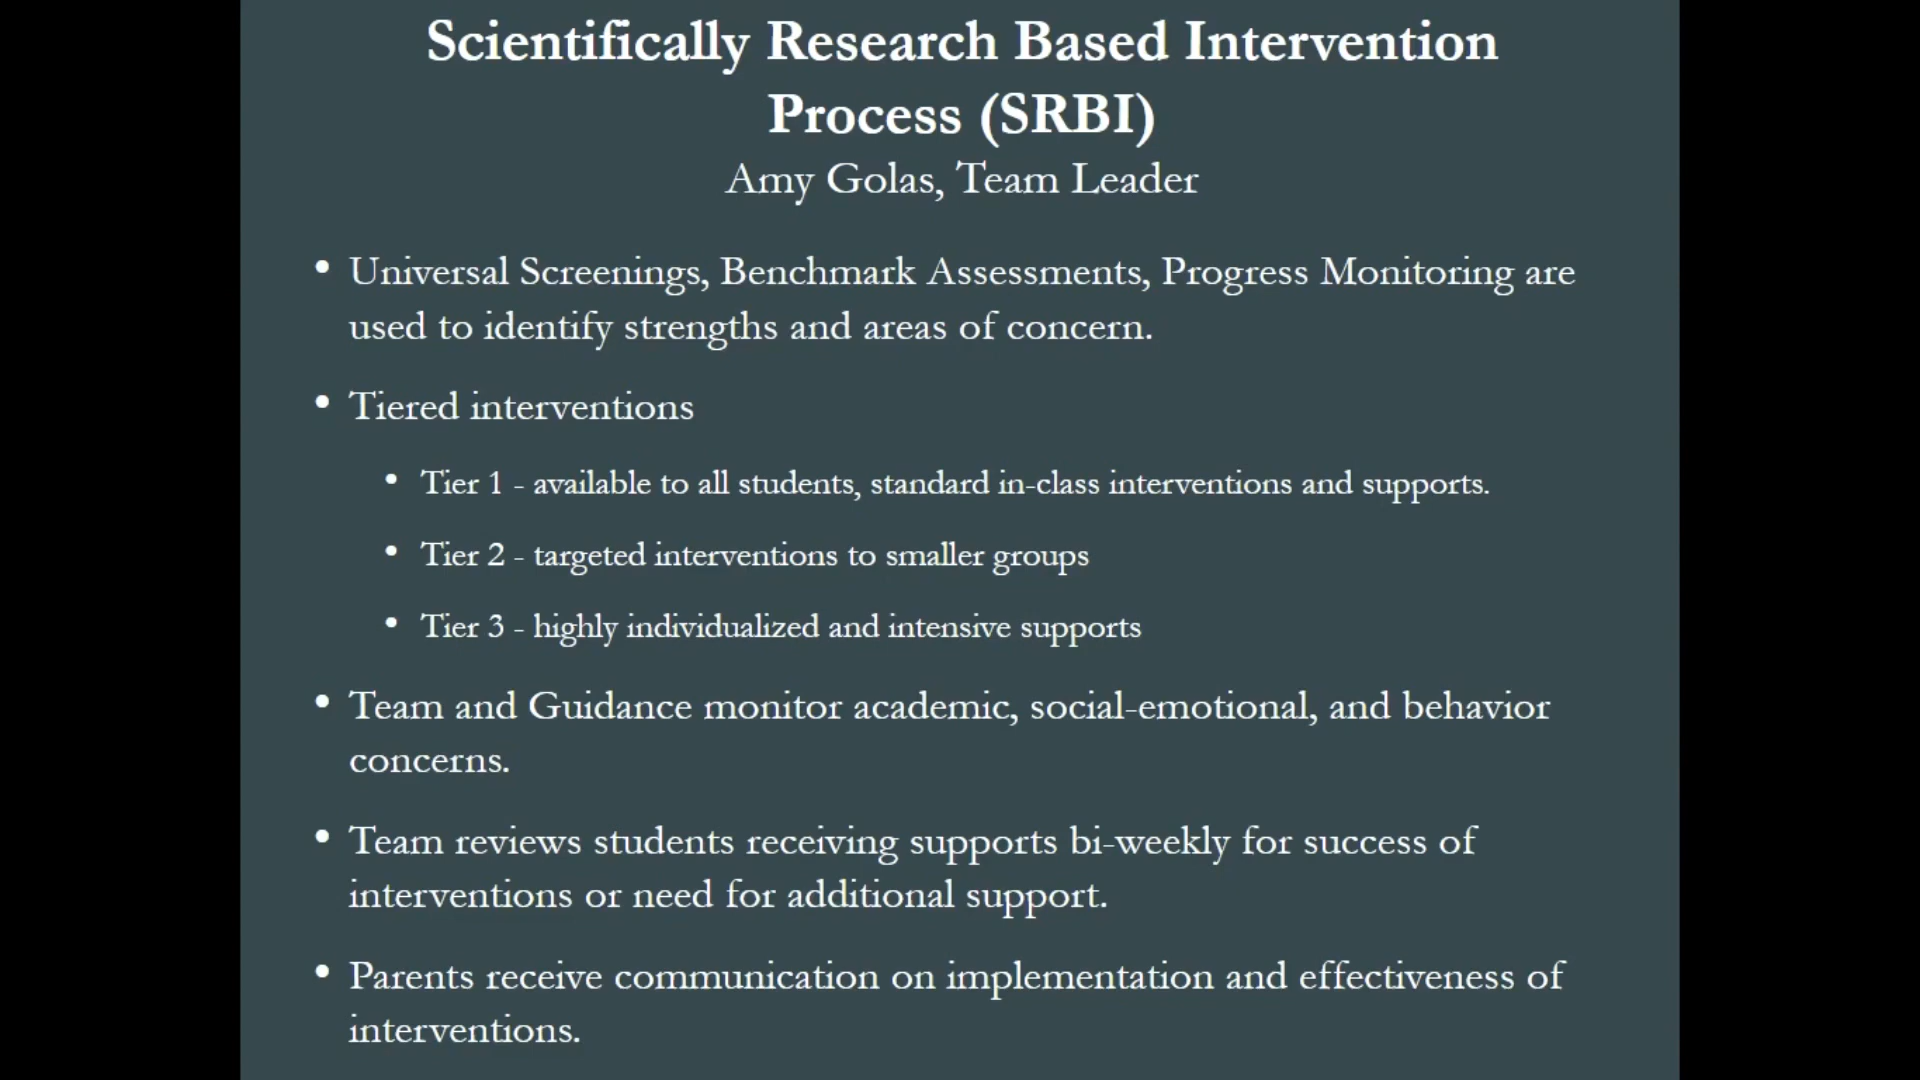 Scientifically Research Based Intervention
Process (SRBI)
Amy Golas, Team Leader
• Universal Screenings, Benchmark Assessments, Progress Monitoring are
used to identify strengths and areas of concern.
• Tiered interventions
• Tier 1 - available to all students, standard in-class interventions and supports.
• Tier 2 - targeted interventions to smaller groups
• Tier 3 - highly individualized and intensive supports
• Team and Guidance monitor academic, social-emotional, and behavior
concerns.
• Team reviews students receiving supports bi-weekly for success of
interventions or need for additional support.
• Parents receive communication on implementation and effectiveness of
interventions.